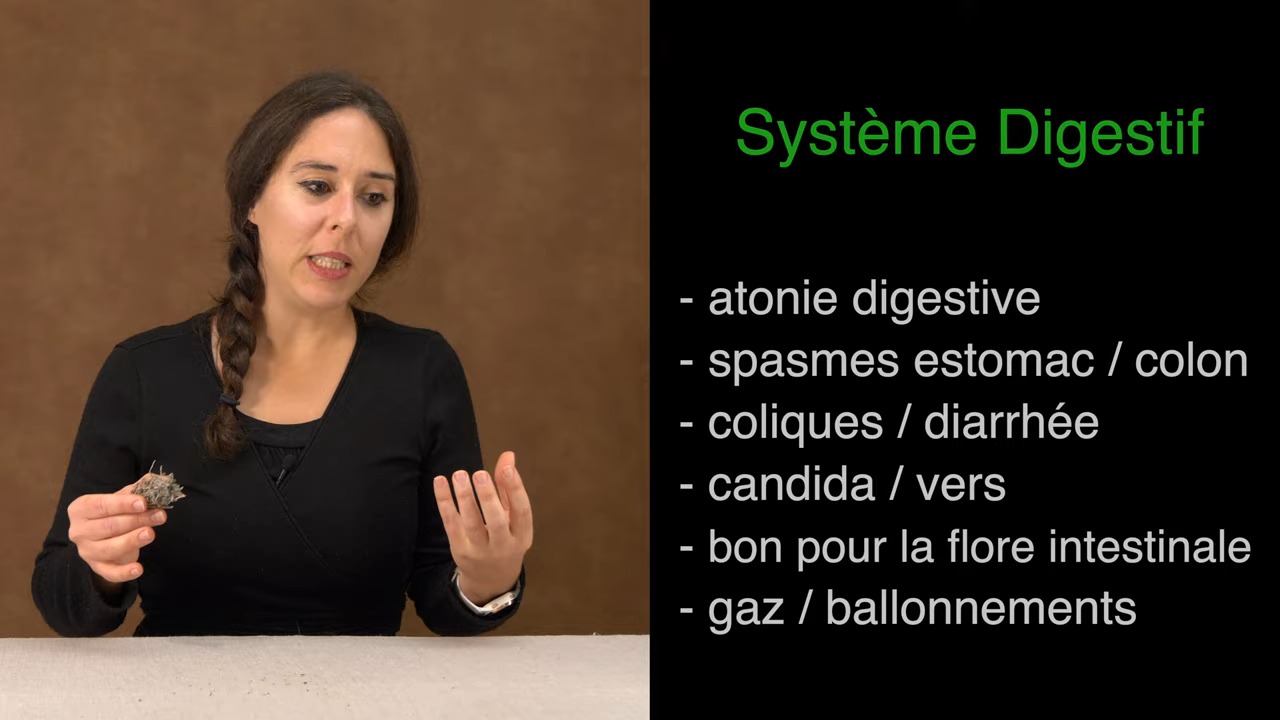 Système Digestif
- atonie digestive
- spasmes estomac / colon
- coliques / diarrhée
- candida / vers
- bon pour la flore intestinale
- gaz / ballonnements